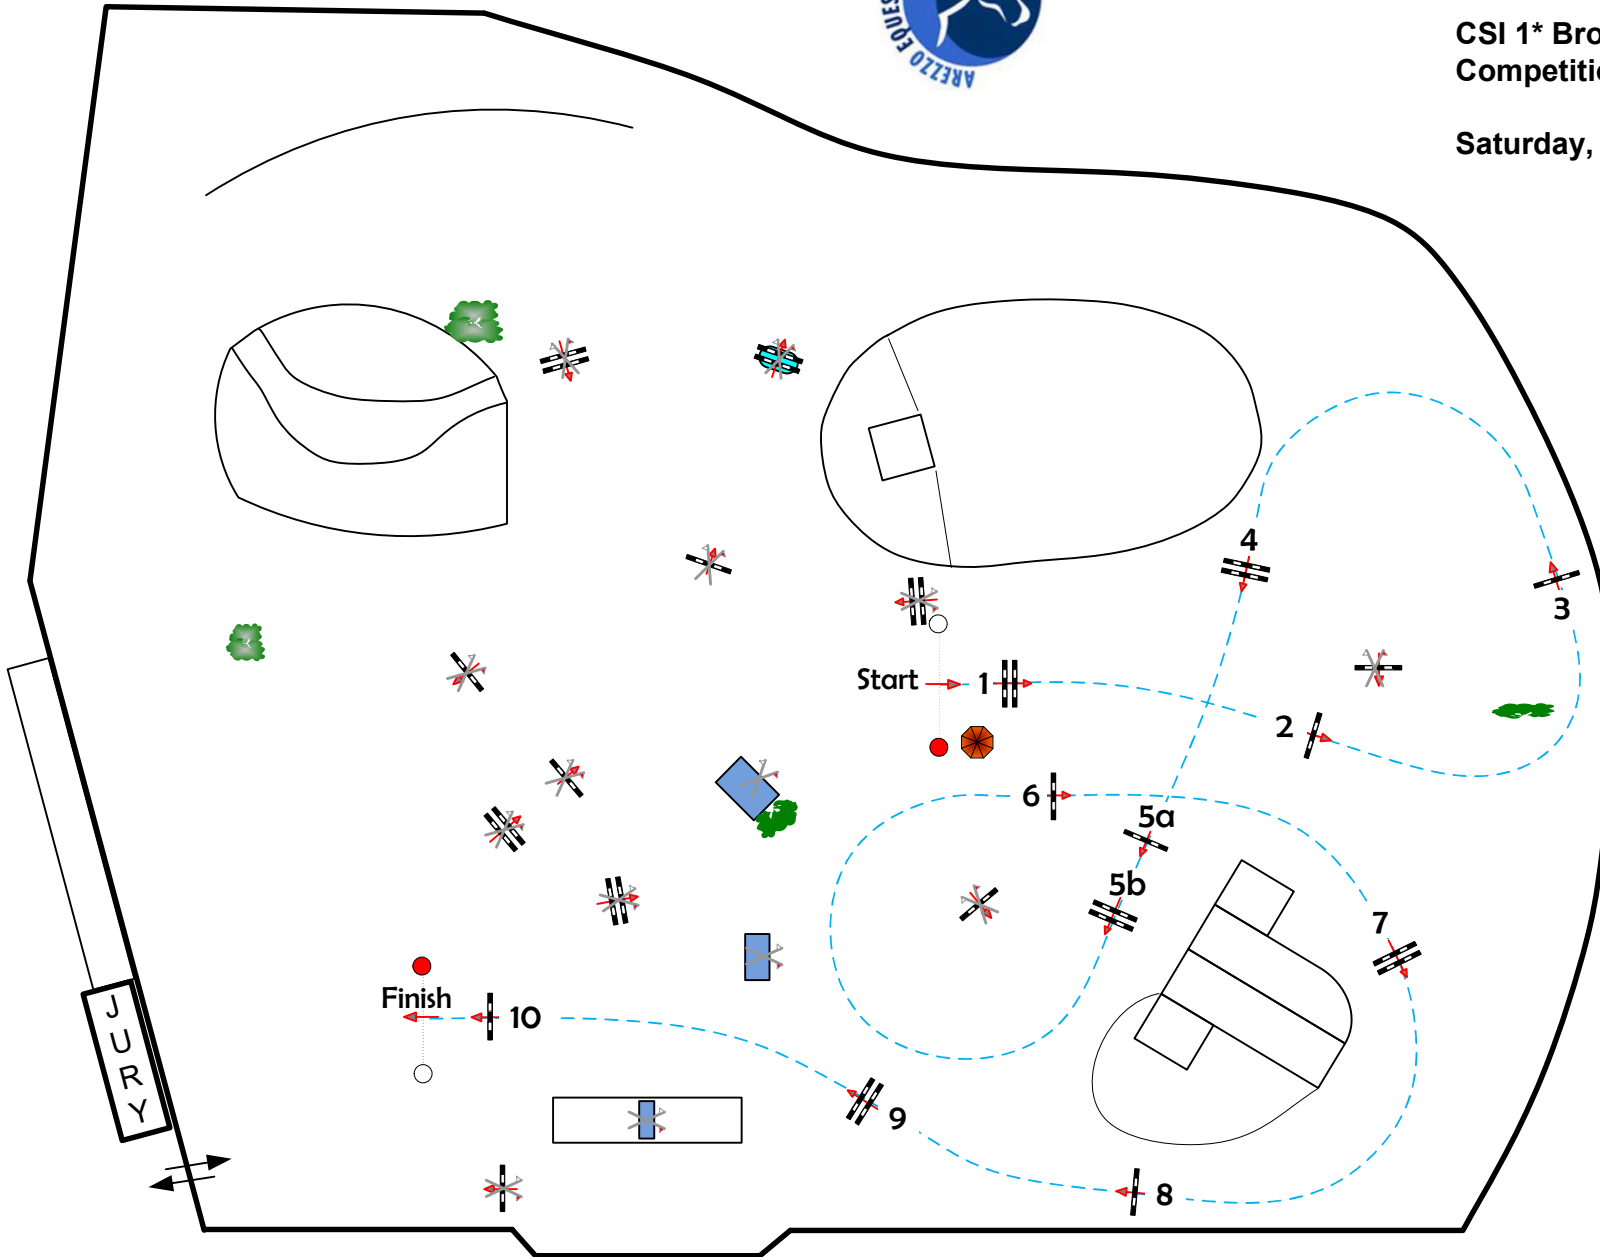 AREZZO EQUES
CSI 1* Bro
Competitio
Saturday,
4
3
Start
1
2
6
5a
5b
7
Finish
10
9
8
JURY